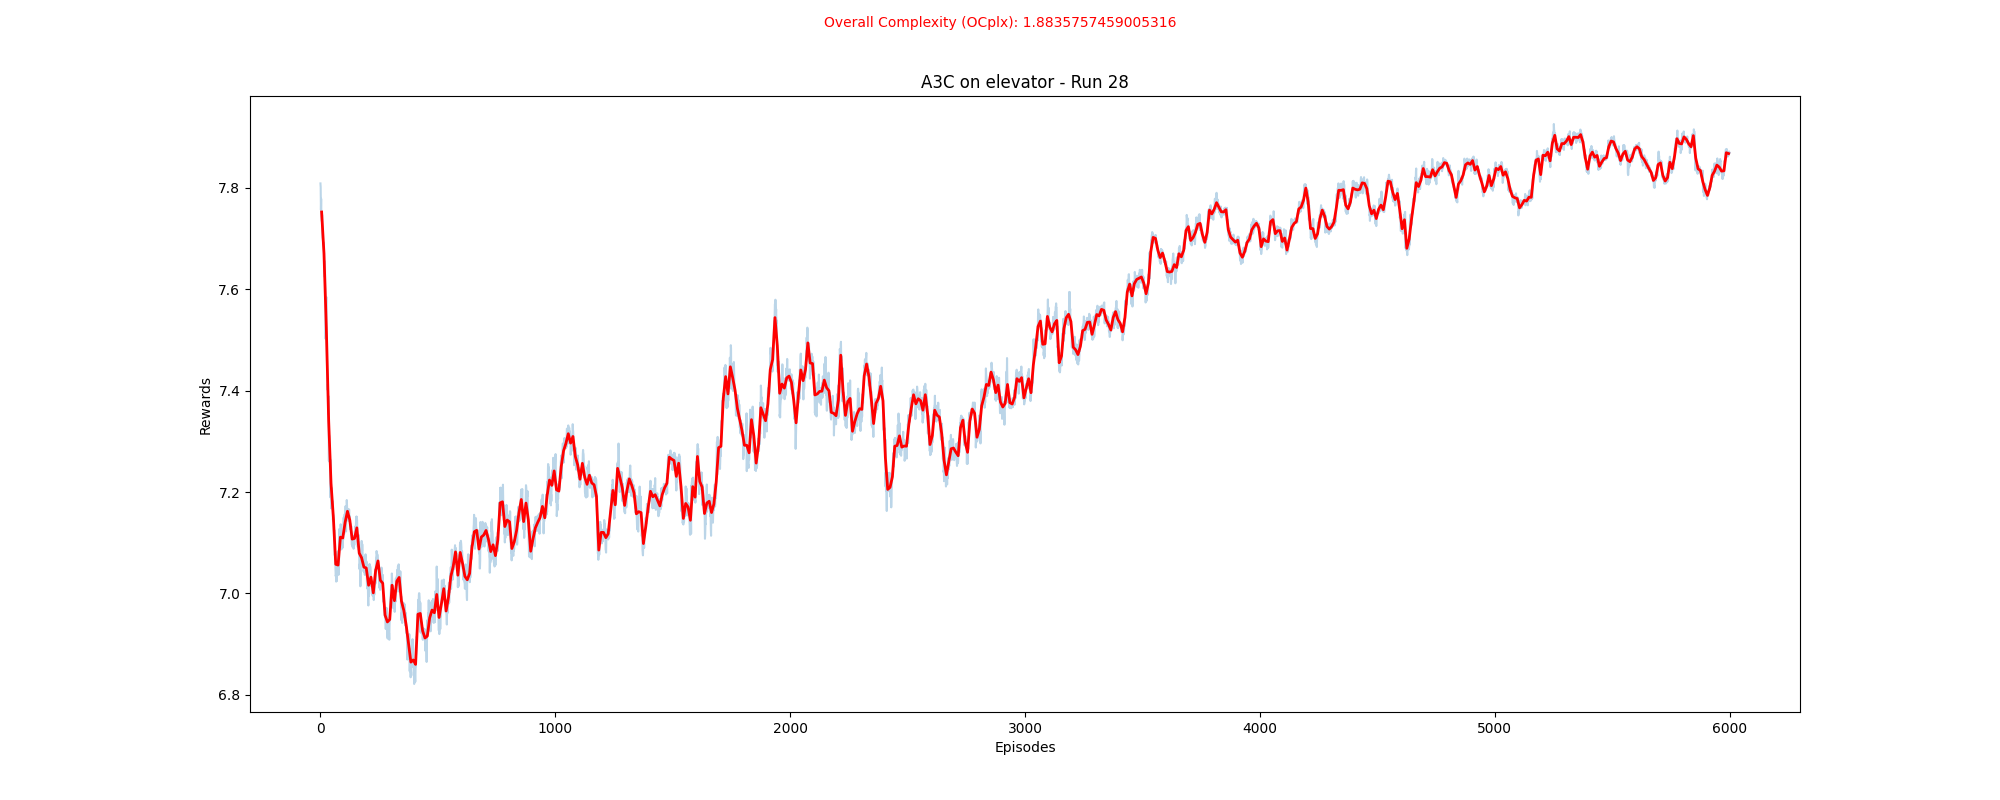 Overall Complexity (OCplx): 1.8835757459005316
A3C on elevator - Run 28
7.8
7.6
7.4
7.2
7.0
6.8
Rewards
0 1000 2000 3000 4000 5000 6000
Episodes